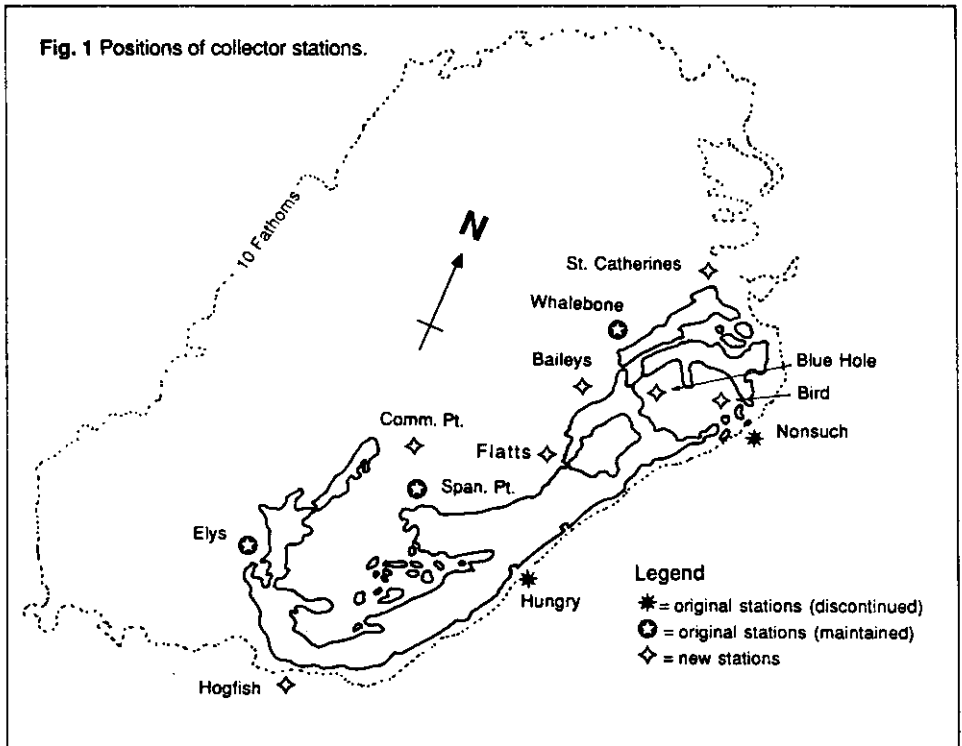 Fig. 1 Positions of collector stations.
10 Fathoms
N
St. Catherines
Whalebone
Baileys
Blue Hole
Bird
Comm. Pt.
Flatts
Nonsuch
Span. Pt.
Elys
Hungry
Hogfish
Legend
= original stations (discontinued)
= original stations (maintained)
= new stations